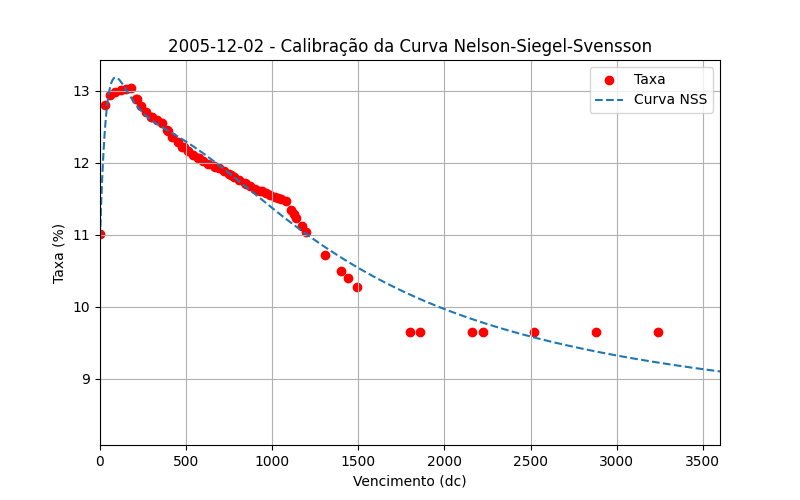 2005-12-02 - Calibração da Curva Nelson-Siegel-Svensson
Taxa
Curva NSS
Taxa (%)
13
12
11
10
9
0 500 1000 1500 2000 2500 3000 3500
Vencimento (dc)